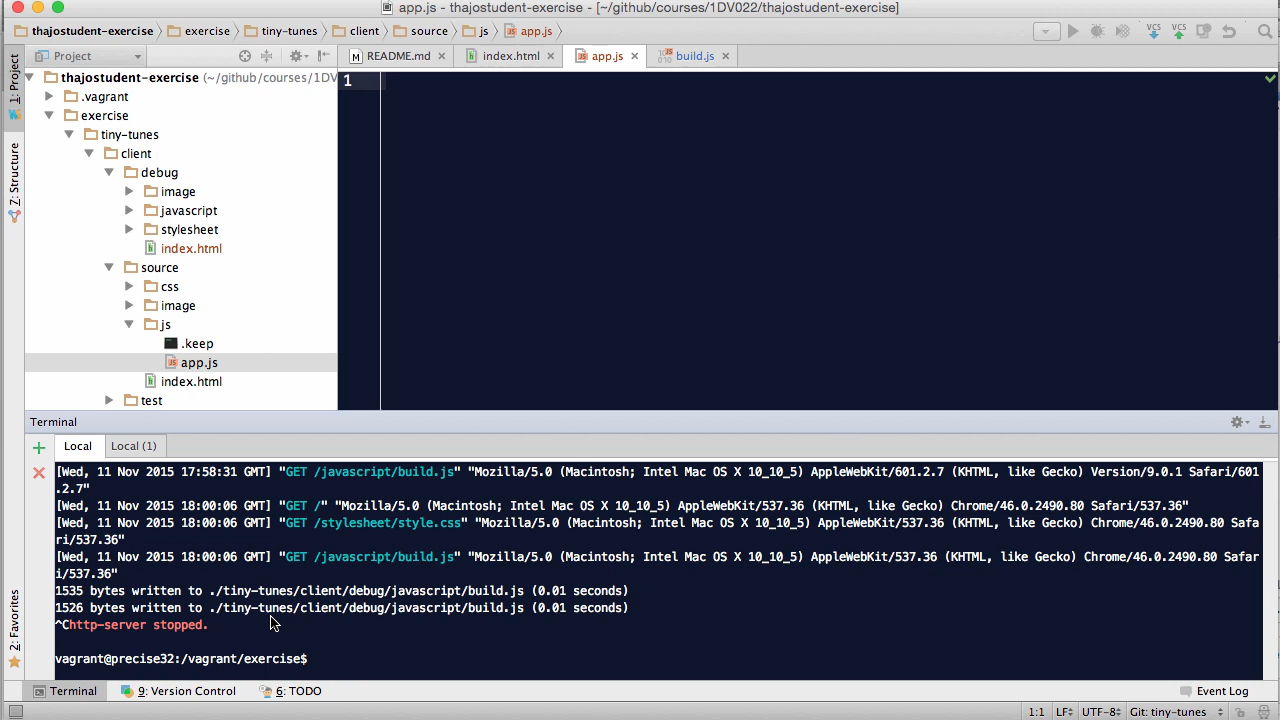 app.js - thajostudent-exercise - [~/github/courses/1DV022/thajostudent-exercise]
thajostudent-exercise exercise tiny-tunes client source js app.js
VCS VCS
1: Project
Project
README.md index.html app.js build.js
thajostudent-exercise (~/github/courses/1DV
1
.vagrant
exercise
tiny-tunes
client
debug
image
javascript
stylesheet
index.html
source
css
image
js
.keep
app.js
index.html
test
7: Structure
2: Favorites
Terminal
Local Local (1)
[Wed, 11 Nov 2015 17:58:31 GMT] "GET /javascript/build.js" "Mozilla/5.0 (Macintosh; Intel Mac OS X 10_10_5) AppleWebKit/601.2.7 (KHTML, like Gecko) Version/9.0.1 Safari/601
.2.7"
[Wed, 11 Nov 2015 18:00:06 GMT] "GET /" "Mozilla/5.0 (Macintosh; Intel Mac OS X 10_10_5) AppleWebKit/537.36 (KHTML, like Gecko) Chrome/46.0.2490.80 Safari/537.36"
[Wed, 11 Nov 2015 18:00:06 GMT] "GET /stylesheet/style.css" "Mozilla/5.0 (Macintosh; Intel Mac OS X 10_10_5) AppleWebKit/537.36 (KHTML, like Gecko) Chrome/46.0.2490.80 Safa
ri/537.36"
[Wed, 11 Nov 2015 18:00:06 GMT] "GET /javascript/build.js" "Mozilla/5.0 (Macintosh; Intel Mac OS X 10_10_5) AppleWebKit/537.36 (KHTML, like Gecko) Chrome/46.0.2490.80 Safar
i/537.36"
1535 bytes written to ./tiny-tunes/client/debug/javascript/build.js (0.01 seconds)
1526 bytes written to ./tiny-tunes/client/debug/javascript/build.js (0.01 seconds)
^Chttp-server stopped.
vagrant@precise32:/vagrant/exercise$
Terminal 9: Version Control 6: TODO Event Log
1:1 LF UTF-8 Git: tiny-tunes